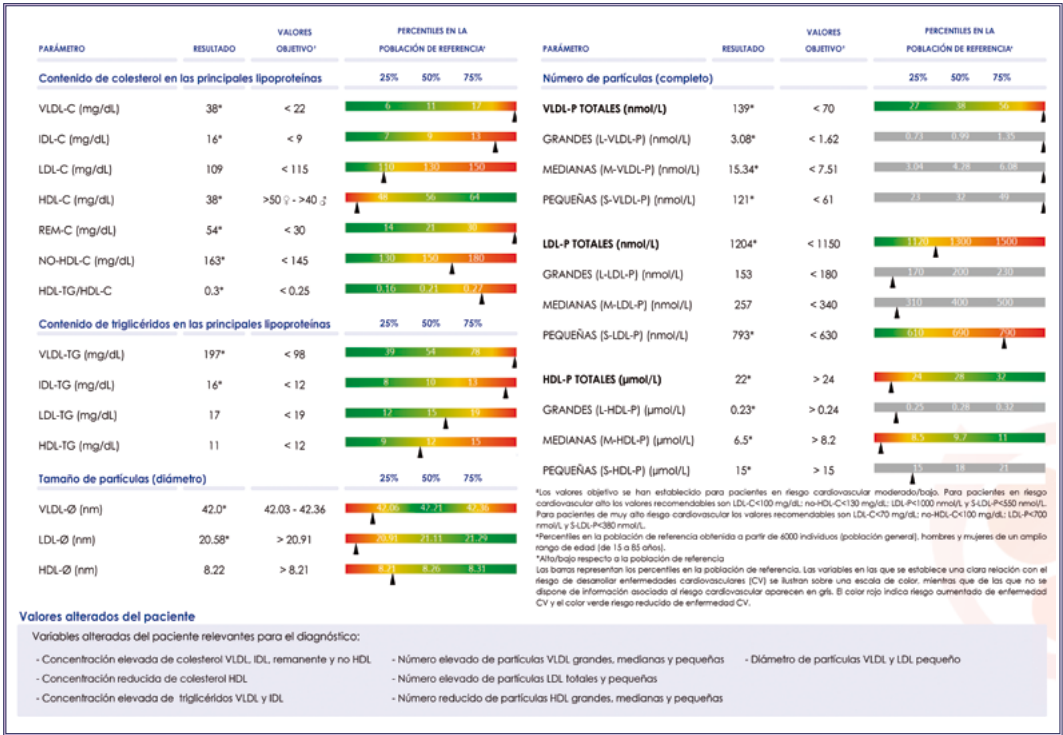 PARÁMETRO RESULTADO VALORES OBJETIVO* PERCENTILES EN LA POBLACIÓN DE REFERENCIA*
Contenido de colesterol en las principales lipoproteínas 25% 50% 75%
VLDL-C (mg/dL) 38* < 22 6 11 17
IDL-C (mg/dL) 16* < 9 7 9 13
LDL-C (mg/dL) 109 < 115 110 130 150
HDL-C (mg/dL) 38* >50 ♀ - >40 ♂ 48 56 64
REM-C (mg/dL) 54* < 30 14 21 30
NO-HDL-C (mg/dL) 163* < 145 130 150 180
HDL-TG/HDL-C 0.3* < 0.25 0.16 0.21 0.27
Contenido de triglicéridos en las principales lipoproteínas 25% 50% 75%
VLDL-TG (mg/dL) 197* < 98 39 54 78
IDL-TG (mg/dL) 16* < 12 8 10 13
LDL-TG (mg/dL) 17 < 19 12 15 19
HDL-TG (mg/dL) 11 < 12 9 12 15
Tamaño de partículas (diámetro) 25% 50% 75%
VLDL-Ø (nm) 42.0* 42.03 - 42.36 42.06 42.21 42.36
LDL-Ø (nm) 20.58* > 20.91 20.91 21.11 21.29
HDL-Ø (nm) 8.22 > 8.21 8.21 8.26 8.31
PARÁMETRO RESULTADO VALORES OBJETIVO* PERCENTILES EN LA POBLACIÓN DE REFERENCIA*
Número de partículas (completo) 25% 50% 75%
VLDL-P TOTALES (nmol/L) 139* < 70 27 38 56
GRANDES (L-VLDL-P) (nmol/L) 3.08* < 1.62 0.73 0.99 1.35
MEDIANAS (M-VLDL-P) (nmol/L) 15.34* < 7.51 3.04 4.28 6.08
PEQUEÑAS (S-VLDL-P) (nmol/L) 121* < 61 23 32 49
LDL-P TOTALES (nmol/L) 1204* < 1150 1120 1300 1500
GRANDES (L-LDL-P) (nmol/L) 153 < 180 170 200 230
MEDIANAS (M-LDL-P) (nmol/L) 257 < 340 310 400 500
PEQUEÑAS (S-LDL-P) (nmol/L) 793* < 630 610 690 790
HDL-P TOTALES (µmol/L) 22* > 24 24 28 32
GRANDES (L-HDL-P) (µmol/L) 0.23* > 0.24 0.25 0.28 0.32
MEDIANAS (M-HDL-P) (µmol/L) 6.5* > 8.2 8.5 9.7 11
PEQUEÑAS (S-HDL-P) (µmol/L) 15* > 15 15 18 21
*Los valores objetivo se han establecido para pacientes en riesgo cardiovascular moderado/bajo. Para pacientes en riesgo
cardiovascular alto los valores recomendables son LDL-C<100 mg/dL; no-HDL-C<130 mg/dL; LDL-P<1000 nmol/L y S-LDL-P<550 nmol/L.
Para pacientes de muy alto riesgo cardiovascular los valores recomendables son LDL-C<70 mg/dL; no-HDL-C<100 mg/dL; LDL-P<700
nmol/L y S-LDL-P<380 nmol/L.
*Percentiles en la población de referencia obtenida a partir de 6000 individuos (población general), hombres y mujeres de un amplio
rango de edad (de 15 a 85 años).
*Alto/bajo respecto a la población de referencia
Las barras representan los percentiles en la población de referencia. Las variables en las que se establece una clara relación con el
riesgo de desarrollar enfermedades cardiovasculares (CV) se ilustran sobre una escala de color, mientras que de las que no se
dispone de información asociada al riesgo cardiovascular aparecen en gris. El color rojo indica riesgo aumentado de enfermedad
CV y el color verde riesgo reducido de enfermedad CV.
Valores alterados del paciente
Variables alteradas del paciente relevantes para el diagnóstico:
- Concentración elevada de colesterol VLDL, IDL, remanente y no HDL
- Concentración reducida de colesterol HDL
- Concentración elevada de triglicéridos VLDL y IDL
- Número elevado de partículas VLDL grandes, medianas y pequeñas
- Número elevado de partículas LDL totales y pequeñas
- Número reducido de partículas HDL grandes, medianas y pequeñas
- Diámetro de partículas VLDL y LDL pequeño